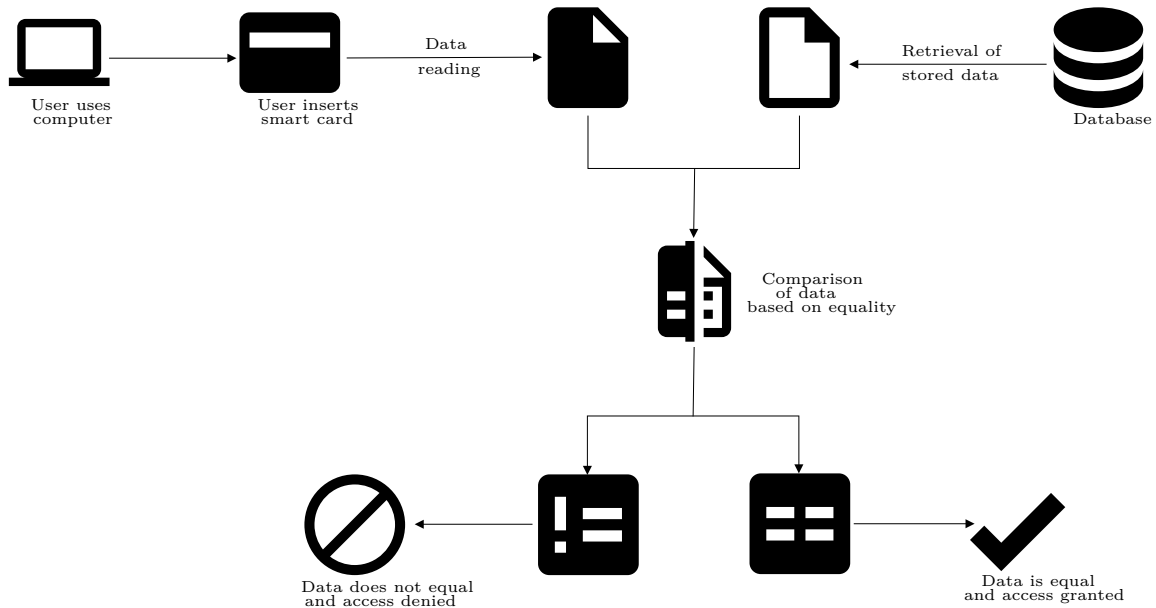 User uses
computer
User inserts
smart card
Data
reading
Retrieval of
stored data
Database
Comparison
of data
based on equality
Data does not equal
and access denied
Data is equal
and access granted